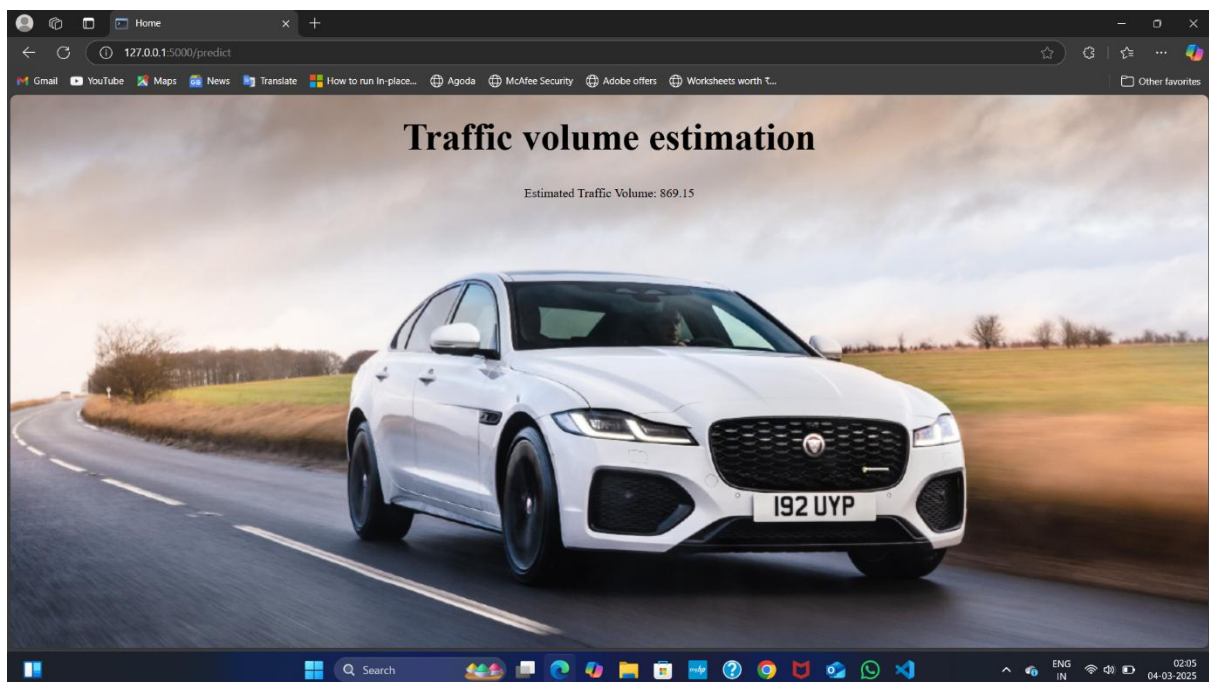 Home
127.0.0.1:5000/predict
Gmail YouTube Maps News Translate How to run In-place... Agoda McAfee Security Adobe offers Worksheets worth ₹... Other favorites
Traffic volume estimation
Estimated Traffic Volume: 869.15
192 UYP
Search
ENG
IN
02:05
04-03-2025